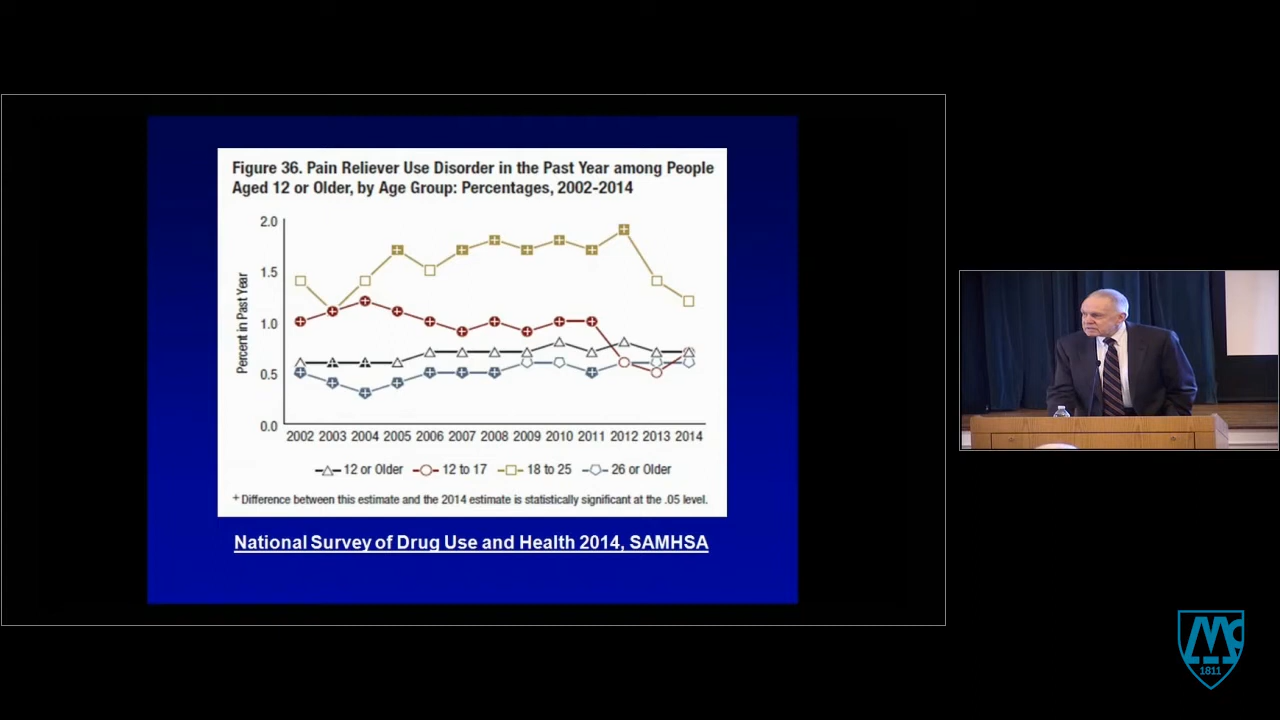 Figure 36. Pain Reliever Use Disorder in the Past Year among People
Aged 12 or Older, by Age Group: Percentages, 2002-2014
Percent in Past Year
2.0
1.5
1.0
0.5
0.0
2002 2003 2004 2005 2006 2007 2008 2009 2010 2011 2012 2013 2014
12 or Older 12 to 17 18 to 25 26 or Older
+ Difference between this estimate and the 2014 estimate is statistically significant at the .05 level.
National Survey of Drug Use and Health 2014, SAMHSA
Mc
1811